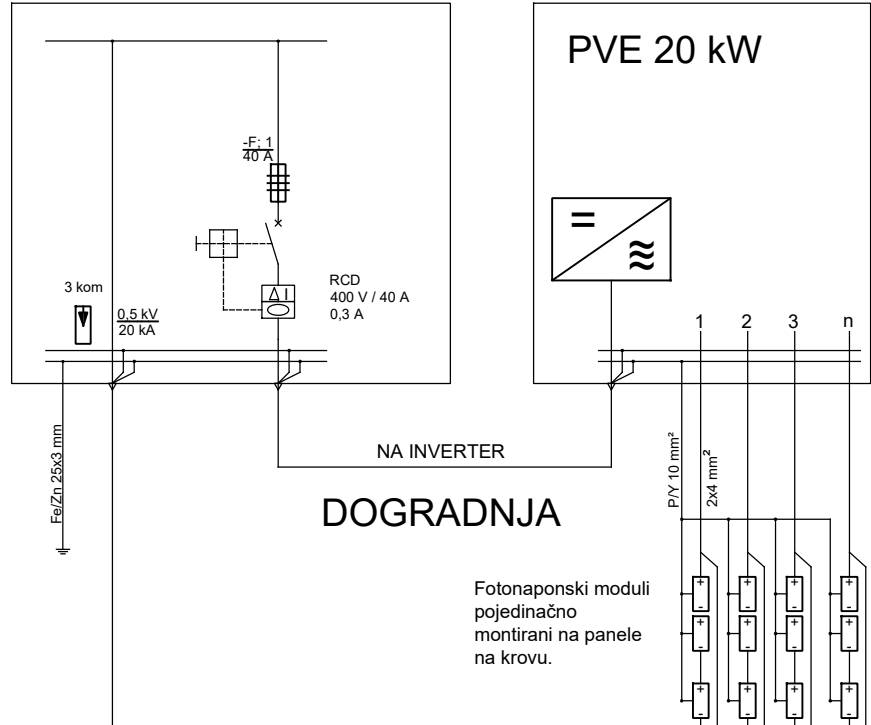 PVE 20 kW
-F; 1
40 A
RCD
400 V / 40 A
0,3 A
3 kom
0,5 kV
20 kA
1 2 3 n
Fe/Zn 25x3 mm
NA INVERTER
P/Y 10 mm²
2x4 mm²
DOGRADNJA
Fotonaponski moduli
pojedinačno
montirani na panele
na krovu.
=
≋
Δ I
+ + + +
- - - -
+ + + +
- - - -
+ + + +
- - - -